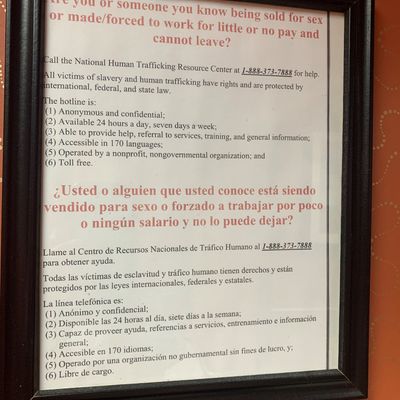 Are you or someone you know being sold for sex
or made/forced to work for little or no pay and
cannot leave?
Call the National Human Trafficking Resource Center at 1-888-373-7888 for help.
All victims of slavery and human trafficking have rights and are protected by
international, federal, and state law.
The hotline is:
(1) Anonymous and confidential;
(2) Available 24 hours a day, seven days a week;
(3) Able to provide help, referral to services, training, and general information;
(4) Accessible in 170 languages;
(5) Operated by a nonprofit, nongovernmental organization; and
(6) Toll free.
¿Usted o alguien que usted conoce está siendo
vendido para sexo o forzado a trabajar por poco
o ningún salario y no lo puede dejar?
Llame al Centro de Recursos Nacionales de Tráfico Humano al 1-888-373-7888
para obtener ayuda.
Todas las víctimas de esclavitud y tráfico humano tienen derechos y están
protegidos por las leyes internacionales, federales y estatales.
La línea telefónica es:
(1) Anónimo y confidencial;
(2) Disponible las 24 horas al día, siete días a la semana;
(3) Capaz de proveer ayuda, referencias a servicios, entrenamiento e información
general;
(4) Accesible en 170 idiomas;
(5) Operado por una organización no gubernamental sin fines de lucro, y;
(6) Libre de cargo.